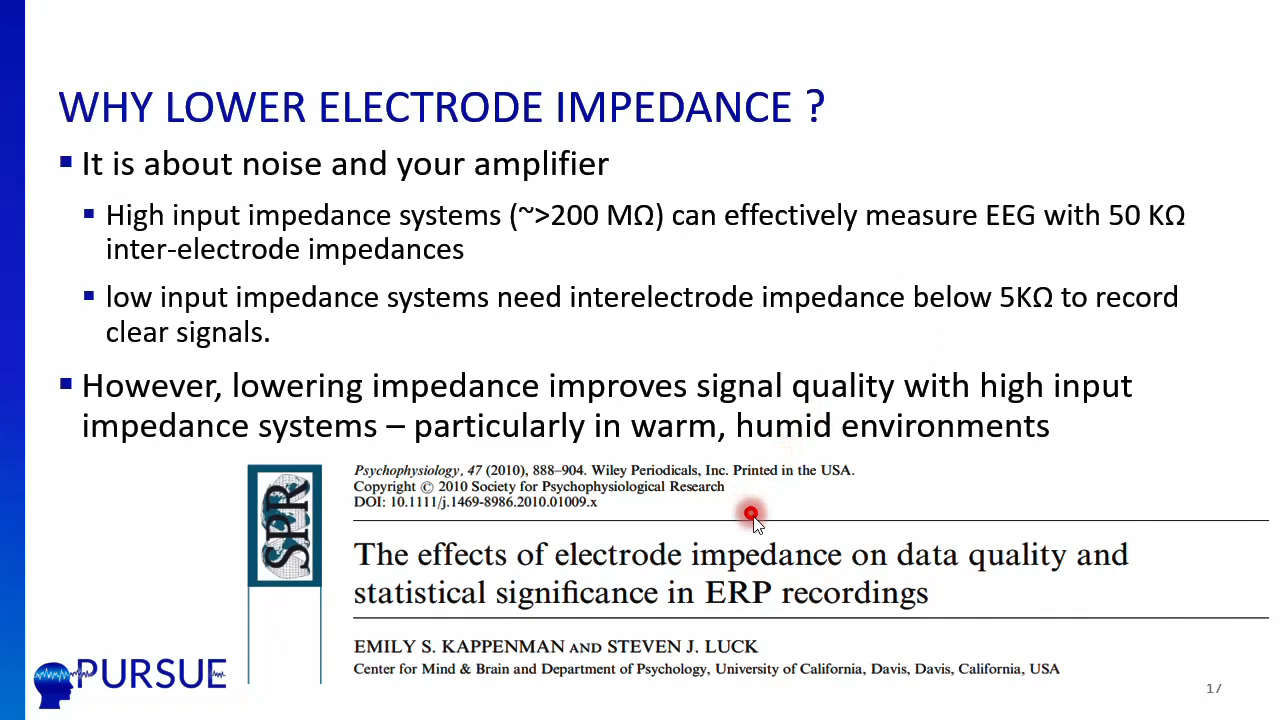 WHY LOWER ELECTRODE IMPEDANCE ?
It is about noise and your amplifier
High input impedance systems (~>200 MΩ) can effectively measure EEG with 50 KΩ
inter-electrode impedances
low input impedance systems need interelectrode impedance below 5KΩ to record
clear signals.
However, lowering impedance improves signal quality with high input
impedance systems – particularly in warm, humid environments
SPR
Psychophysiology, 47 (2010), 888–904. Wiley Periodicals, Inc. Printed in the USA.
Copyright © 2010 Society for Psychophysiological Research
DOI: 10.1111/j.1469-8986.2010.01009.x
The effects of electrode impedance on data quality and
statistical significance in ERP recordings
EMILY S. KAPPENMAN AND STEVEN J. LUCK
Center for Mind & Brain and Department of Psychology, University of California, Davis, Davis, California, USA
PURSUE
17